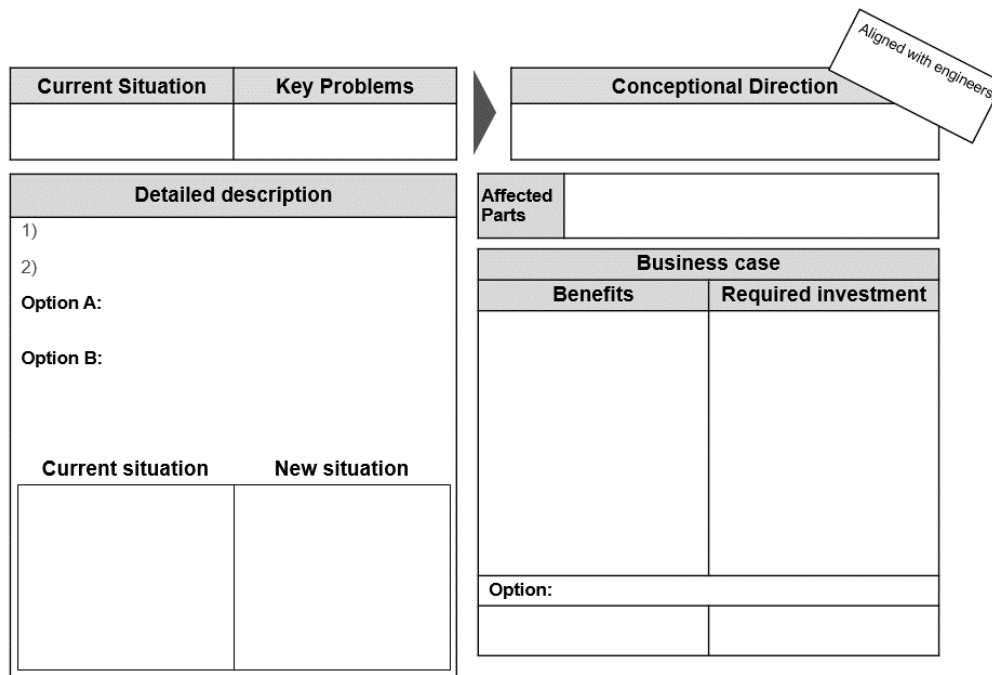 Aligned with engineers
Current Situation
Key Problems
Conceptional Direction
Detailed description
1)
2)
Option A:
Option B:
Current situation
New situation
Affected
Parts
Business case
Benefits
Required investment
Option: